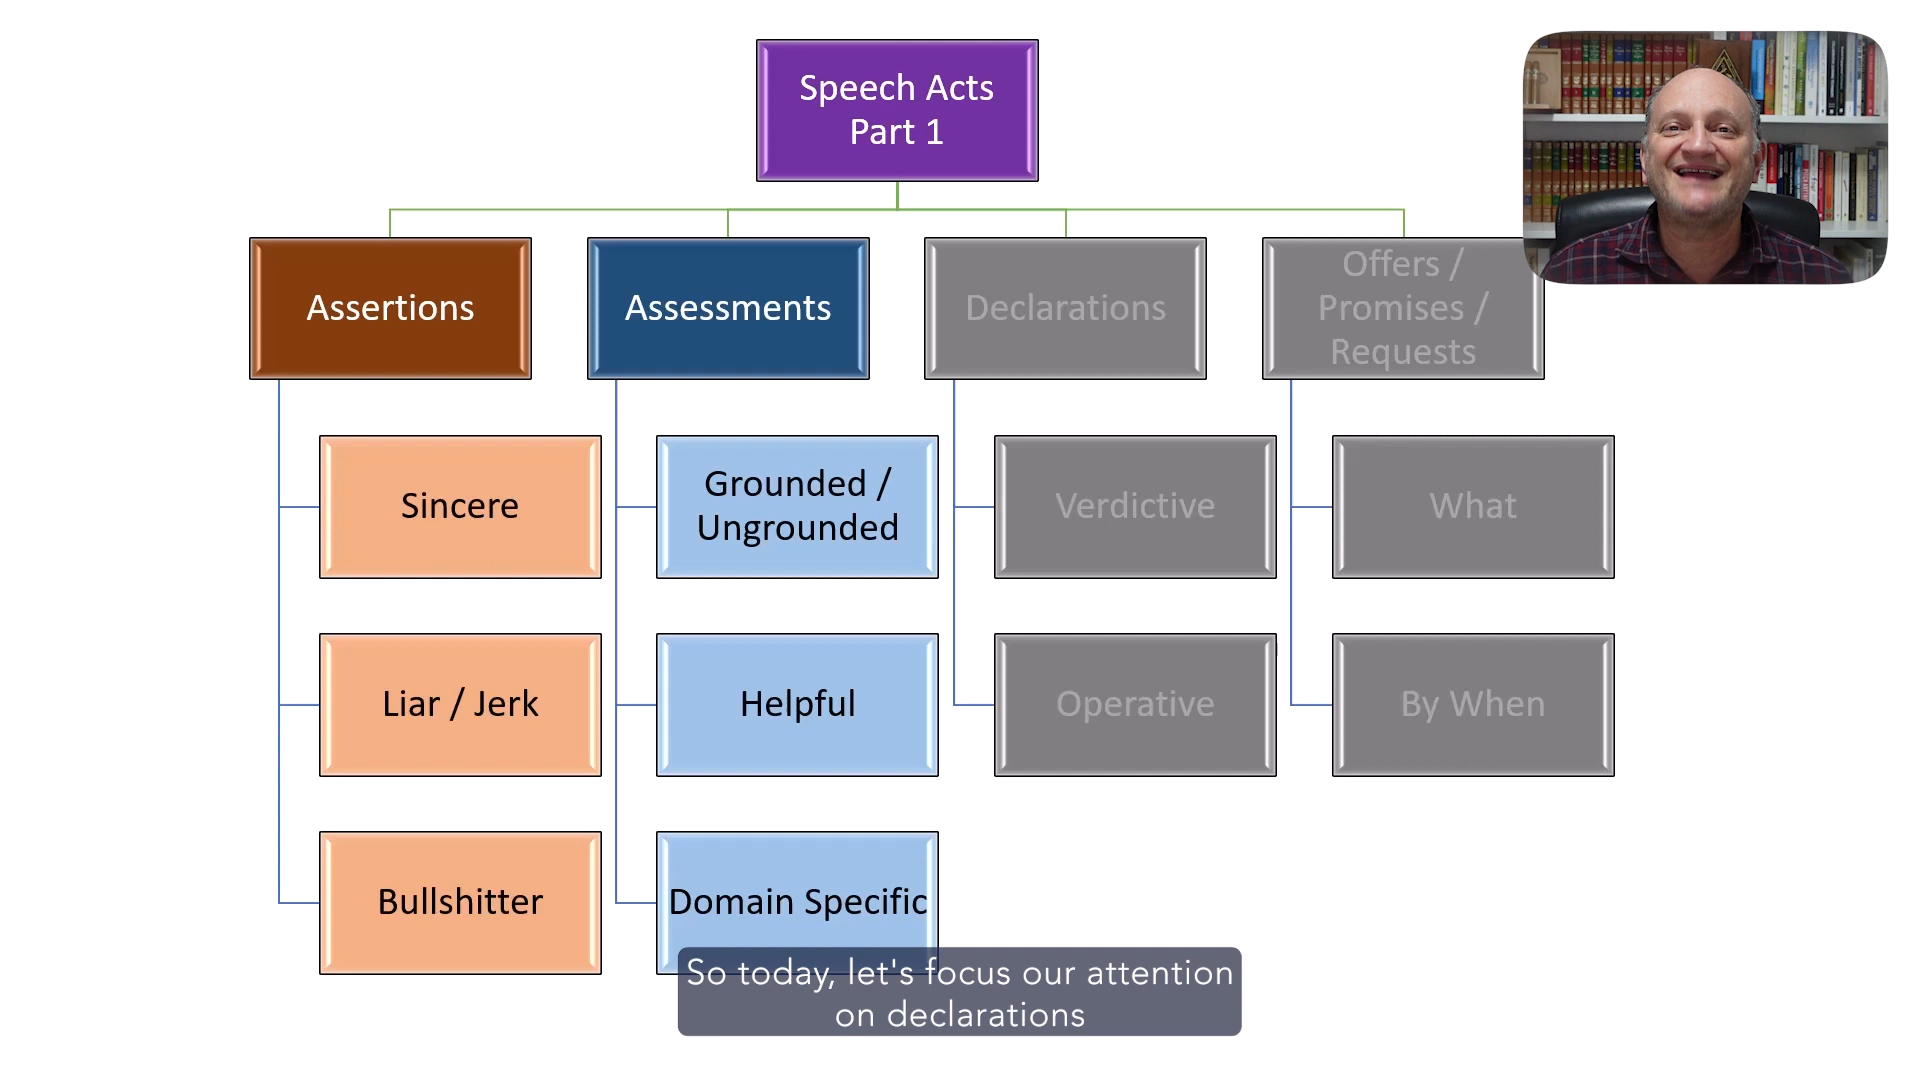 Speech Acts
Part 1
Assertions
Assessments
Declarations
Offers /
Promises /
Requests
Sincere
Grounded /
Ungrounded
Verdictive
What
Liar / Jerk
Helpful
Operative
By When
Bullshitter
Domain Specific
So today, let's focus our attention
on declarations